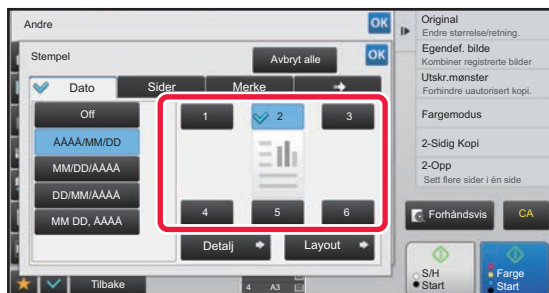 Andre
OK
Stempel
Avbryt alle
OK
Dato
Sider
Merke
Off
ÅÅÅÅ/MM/DD
MM/DD/ÅÅÅÅ
DD/MM/ÅÅÅÅ
MM DD, ÅÅÅÅ
1
2
3
4
5
6
Detalj
Layout
Tilbake
4 A3
Original
Endre størrelse/retning.
Egendef. bilde
Kombiner registrerte bilder
Utskr.mønster
Forhindre uautorisert kopi.
Fargemodus
2-Sidig Kopi
2-Opp
Sett flere sider i én side
Forhåndsvis
CA
S/H
Start
Farge
Start